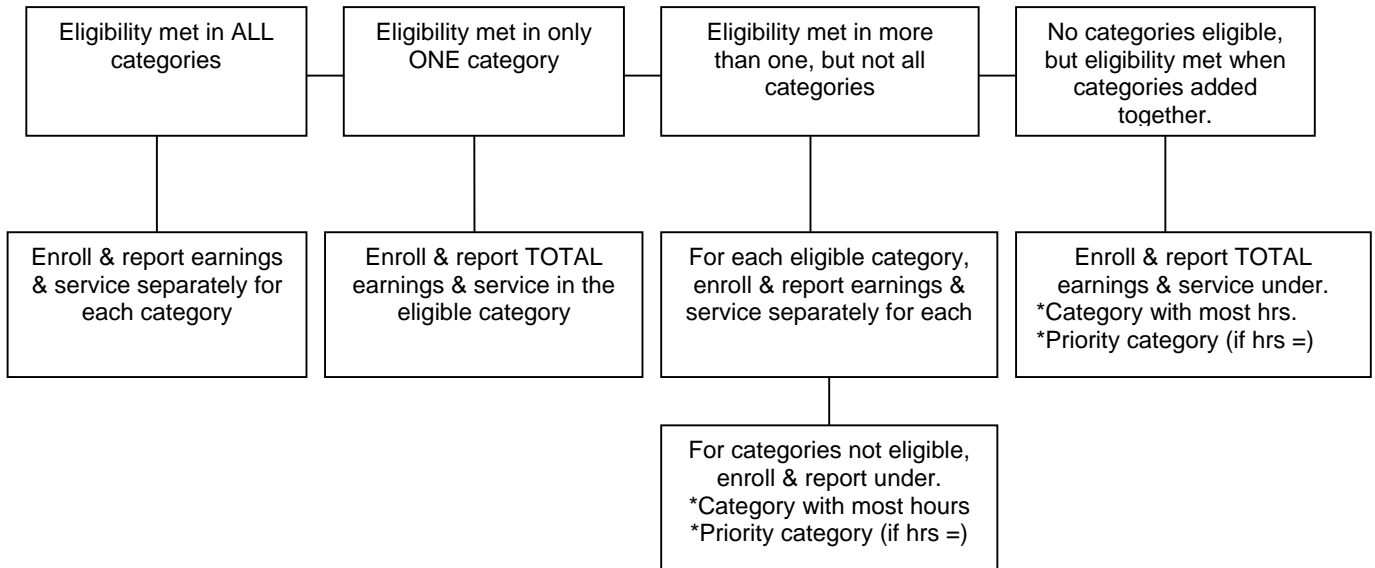 Eligibility met in ALL
categories
Eligibility met in only
ONE category
Eligibility met in more
than one, but not all
categories
No categories eligible,
but eligibility met when
categories added
together.
Enroll & report earnings
& service separately for
each category
Enroll & report TOTAL
earnings & service in the
eligible category
For each eligible category,
enroll & report earnings &
service separately for each
Enroll & report TOTAL
earnings & service under.
*Category with most hrs.
*Priority category (if hrs =)
For categories not eligible,
enroll & report under.
*Category with most hours
*Priority category (if hrs =)